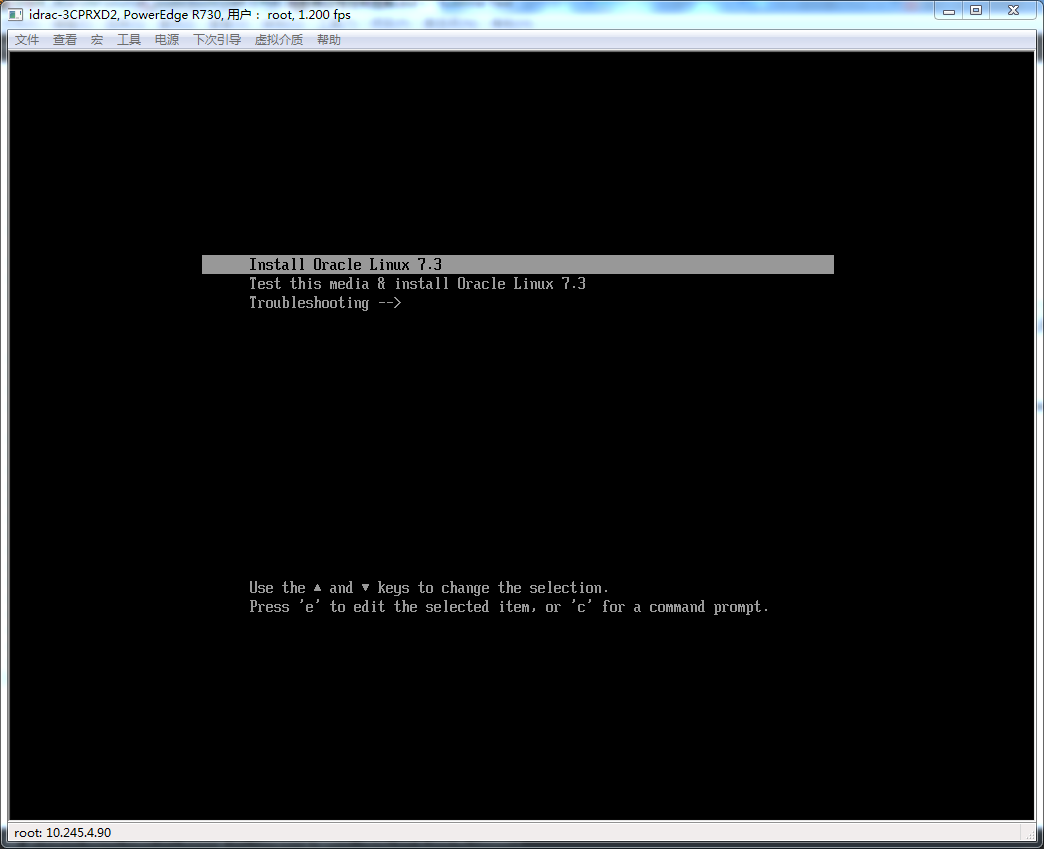 idrac-3CPRXD2, PowerEdge R730, 用户： root, 1.200 fps
文件 查看 宏 工具 电源 下次引导 虚拟介质 帮助
Install Oracle Linux 7.3
Test this media & install Oracle Linux 7.3
Troubleshooting -->
Use the ▲ and ▼ keys to change the selection.
Press 'e' to edit the selected item, or 'c' for a command prompt.
root: 10.245.4.90